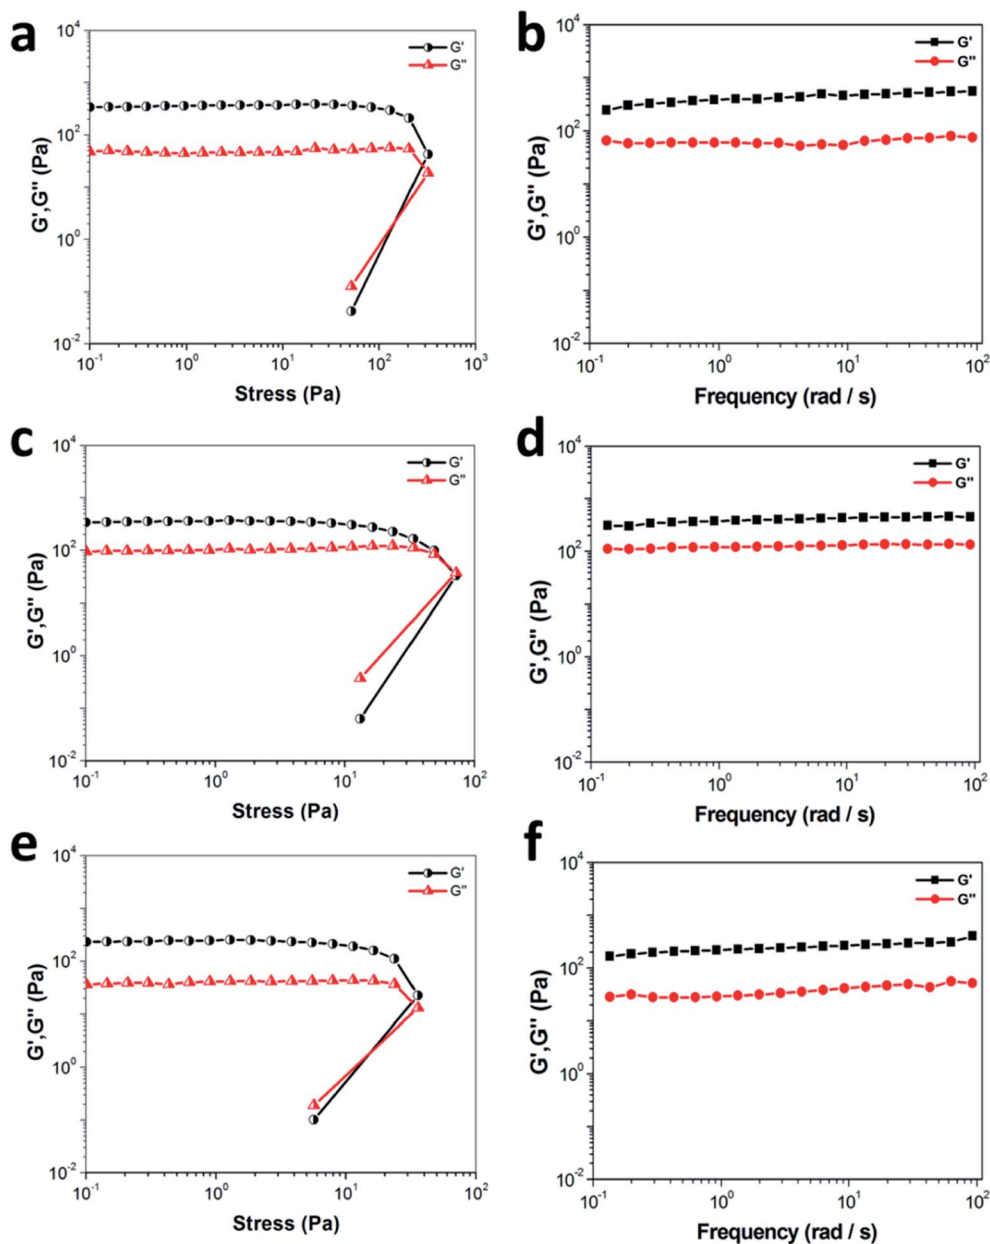 a
10^4
10^2
10^0
10^-2
G',G'' (Pa)
G'
G''
10^-1 10^0 10^1 10^2 10^3
Stress (Pa)
b
10^4
10^2
10^0
10^-2
G',G'' (Pa)
G'
G''
10^-1 10^0 10^1 10^2
Frequency (rad / s)
c
10^4
10^2
10^0
10^-2
G',G'' (Pa)
G'
G''
10^-1 10^0 10^1 10^2
Stress (Pa)
d
10^4
10^2
10^0
10^-2
G',G'' (Pa)
G'
G''
10^-1 10^0 10^1 10^2
Frequency (rad / s)
e
10^4
10^2
10^0
10^-2
G',G'' (Pa)
G'
G''
10^-1 10^0 10^1 10^2
Stress (Pa)
f
10^4
10^2
10^0
10^-2
G',G'' (Pa)
G'
G''
10^-1 10^0 10^1 10^2
Frequency (rad / s)